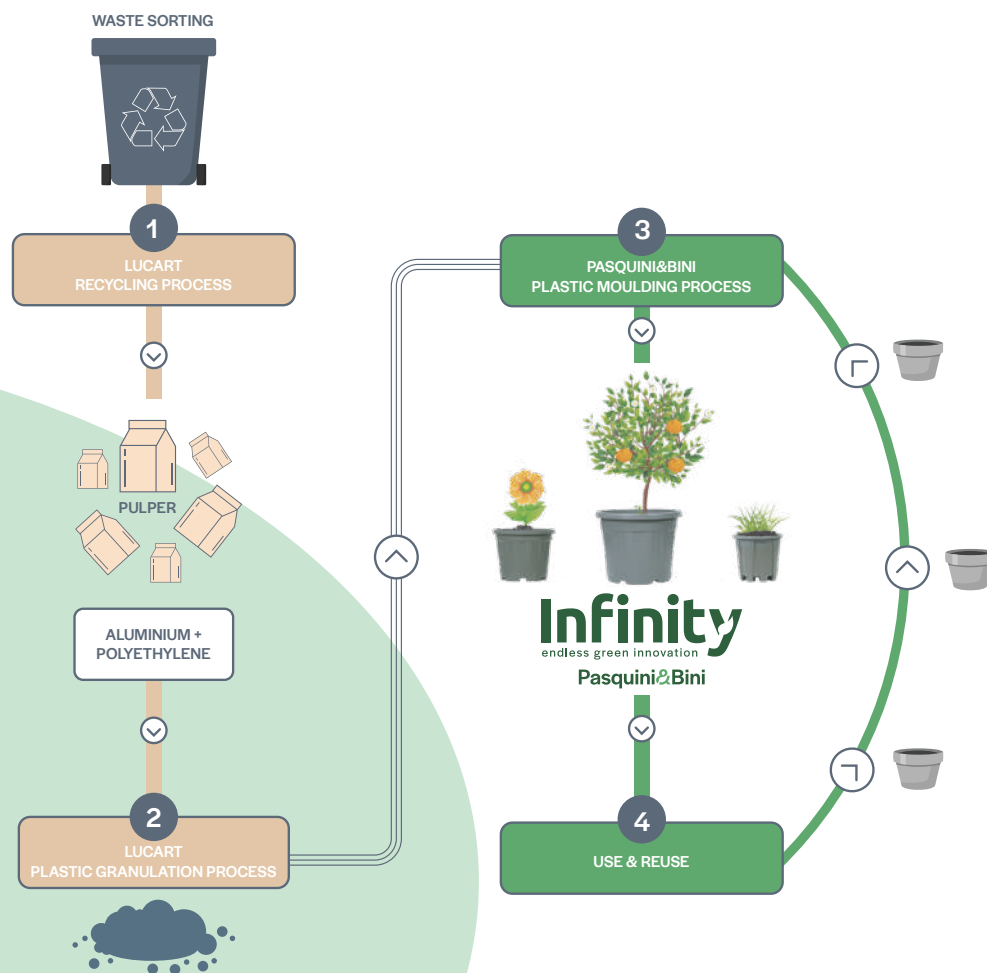 WASTE SORTING
1
LUCART
RECYCLING PROCESS
PULPER
ALUMINIUM +
POLYETHYLENE
2
LUCART
PLASTIC GRANULATION PROCESS
3
PASQUINI&BINI
PLASTIC MOULDING PROCESS
Infinity
endless green innovation
Pasquini&Bini
4
USE & REUSE